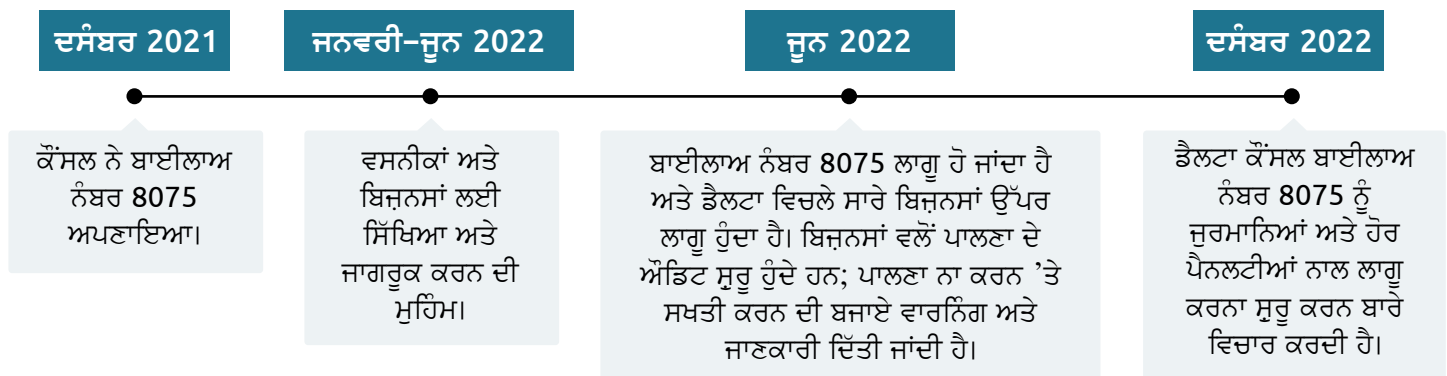 ਦਸੰਬਰ 2021
ਜਨਵਰੀ-ਜੂਨ 2022
ਜੂਨ 2022
ਦਸੰਬਰ 2022
ਕੌਂਸਲ ਨੇ ਬਾਈਲਾਅ
ਨੰਬਰ 8075
ਅਪਣਾਇਆ।
ਵਸਨੀਕਾਂ ਅਤੇ
ਬਿਜ਼ਨਸਾਂ ਲਈ
ਸਿੱਖਿਆ ਅਤੇ
ਜਾਗਰੂਕ ਕਰਨ ਦੀ
ਮੁਹਿੰਮ।
ਬਾਈਲਾਅ ਨੰਬਰ 8075 ਲਾਗੂ ਹੋ ਜਾਂਦਾ ਹੈ
ਅਤੇ ਡੈਲਟਾ ਵਿਚਲੇ ਸਾਰੇ ਬਿਜ਼ਨਸਾਂ ਉੱਪਰ
ਲਾਗੂ ਹੁੰਦਾ ਹੈ। ਬਿਜ਼ਨਸਾਂ ਵਲੋਂ ਪਾਲਣਾ ਦੇ
ਔਡਿਟ ਸ਼ੁਰੂ ਹੁੰਦੇ ਹਨ; ਪਾਲਣਾ ਨਾ ਕਰਨ ’ਤੇ
ਸਖਤੀ ਕਰਨ ਦੀ ਬਜਾਏ ਵਾਰਨਿੰਗ ਅਤੇ
ਜਾਣਕਾਰੀ ਦਿੱਤੀ ਜਾਂਦੀ ਹੈ।
ਡੈਲਟਾ ਕੌਂਸਲ ਬਾਈਲਾਅ
ਨੰਬਰ 8075 ਨੂੰ
ਜੁਰਮਾਨਿਆਂ ਅਤੇ ਹੋਰ
ਪੈਨਲਟੀਆਂ ਨਾਲ ਲਾਗੂ
ਕਰਨਾ ਸ਼ੁਰੂ ਕਰਨ ਬਾਰੇ
ਵਿਚਾਰ ਕਰਦੀ ਹੈ।